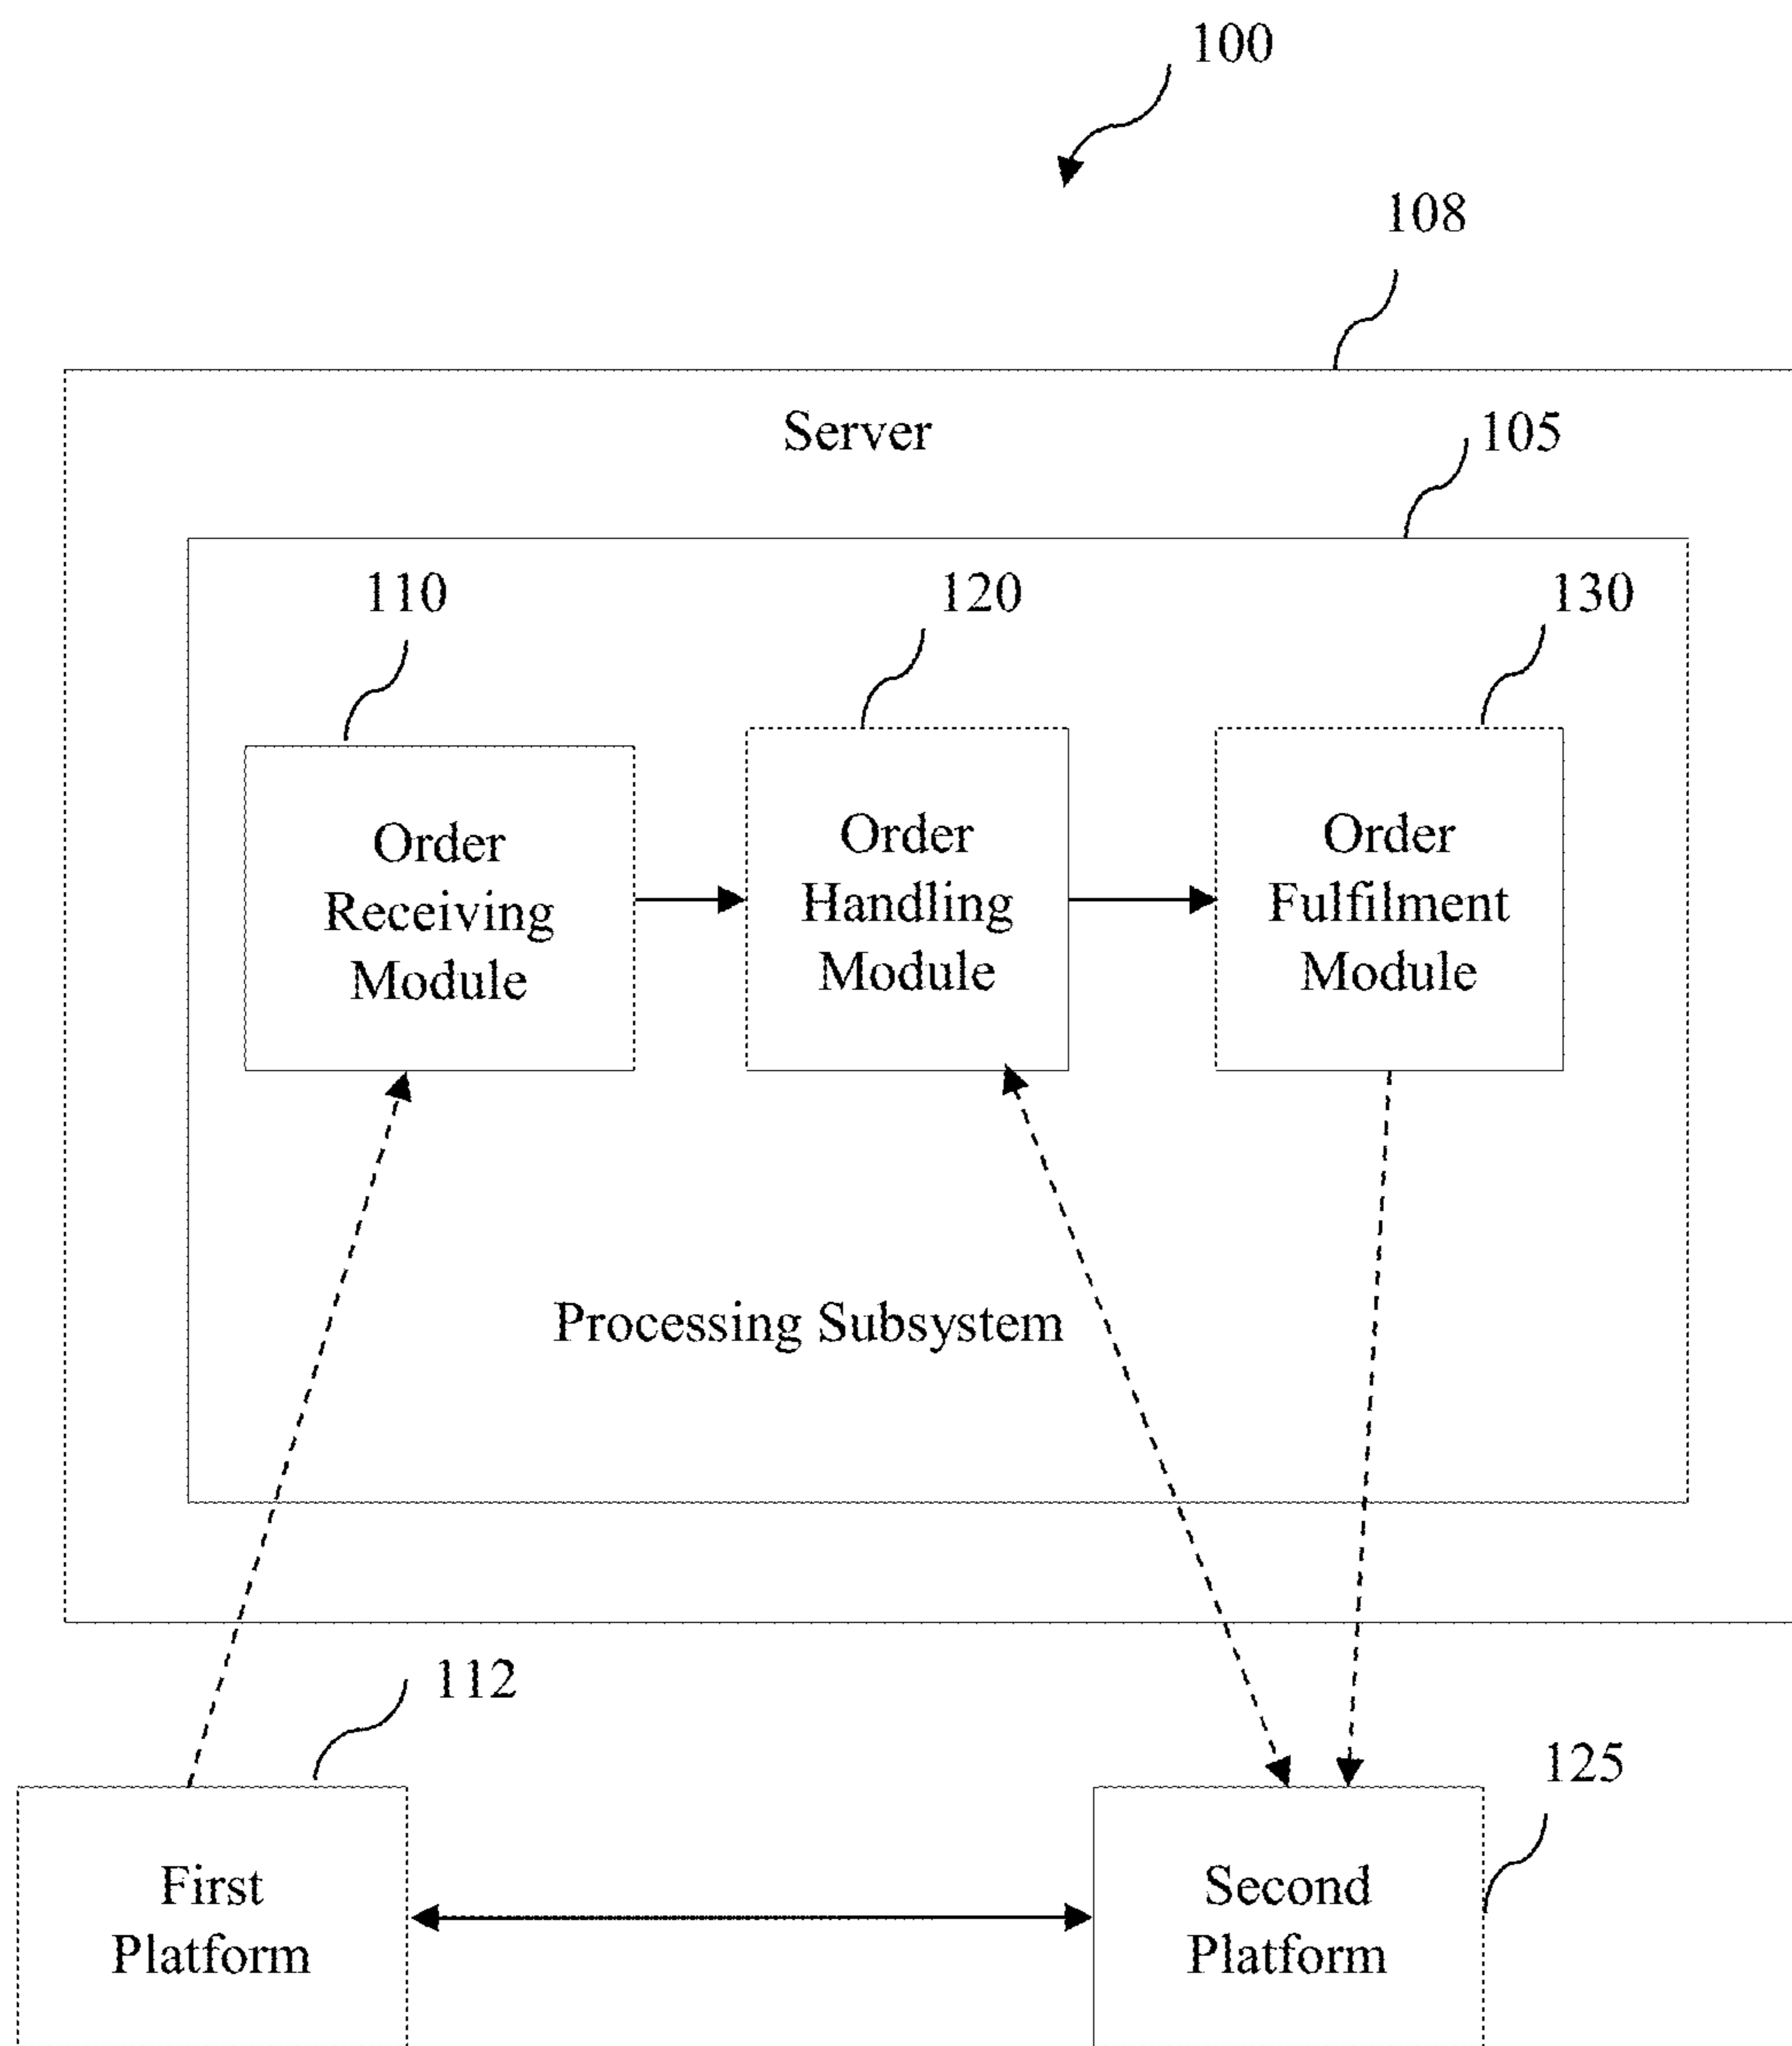 100
108
Server
105
110
120
130
Order
Receiving
Module
Order
Handling
Module
Order
Fulfilment
Module
Processing Subsystem
112
125
First
Platform
Second
Platform